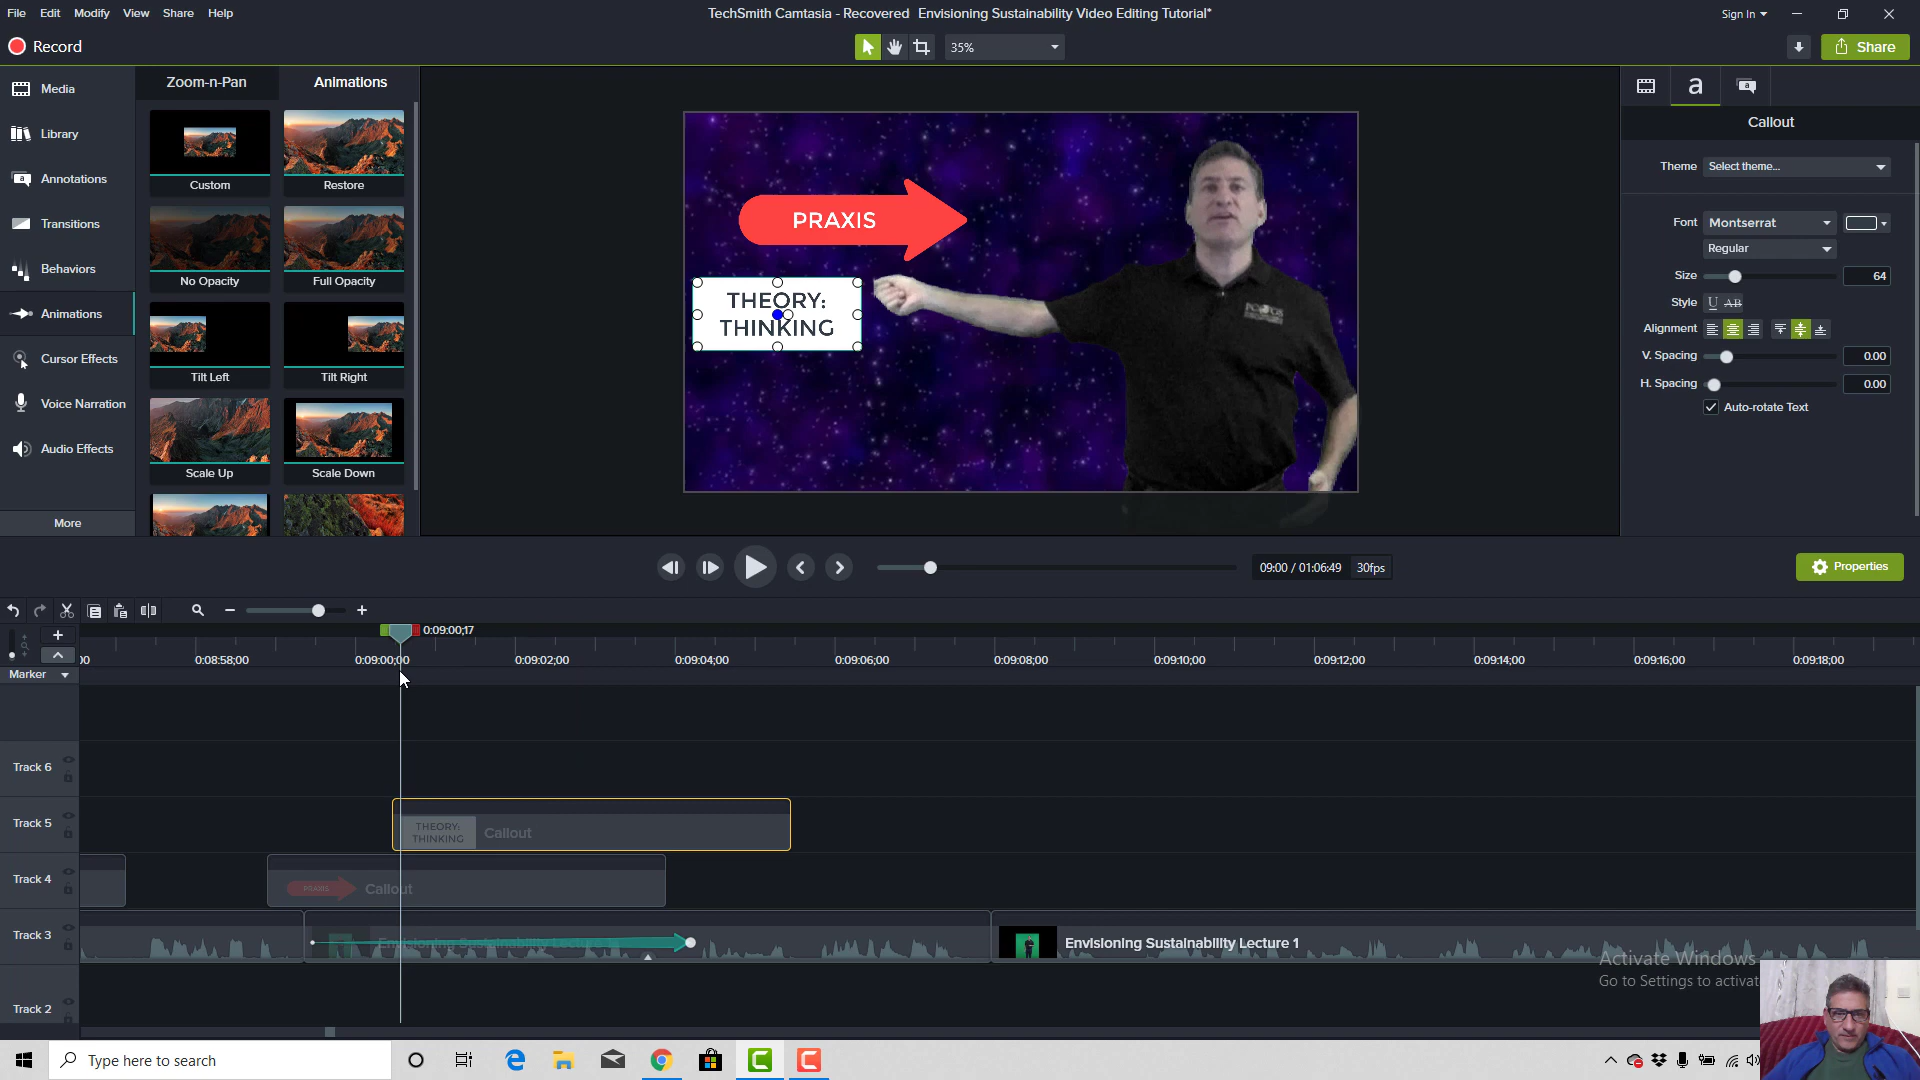 File Edit Modify View Share Help
TechSmith Camtasia - Recovered Envisioning Sustainability Video Editing Tutorial*
Sign In
Record
35%
Share
Media
Library
Annotations
Transitions
Behaviors
Animations
Cursor Effects
Voice Narration
Audio Effects
More
Zoom-n-Pan
Animations
Custom
Restore
No Opacity
Full Opacity
Tilt Left
Tilt Right
Scale Up
Scale Down
PRAXIS
THEORY:
THINKING
a
Callout
Theme Select theme...
Font Montserrat
Regular
Size 64
Style U AB
Alignment
V. Spacing 0.00
H. Spacing 0.00
Auto-rotate Text
09:00 / 01:06:49 30fps
Properties
0:09:00;17
00 0:08:58;00 0:09:00;00 0:09:02;00 0:09:04;00 0:09:06;00 0:09:08;00 0:09:10;00 0:09:12;00 0:09:14;00 0:09:16;00 0:09:18;00
Marker
Track 6
Track 5
THEORY:
THINKING
Callout
Track 4
PRAXIS
Callout
Track 3
Envisioning Sustainability Lecture 1
Envisioning Sustainability Lecture 1
Track 2
Activate Windows
Go to Settings to activat
Type here to search